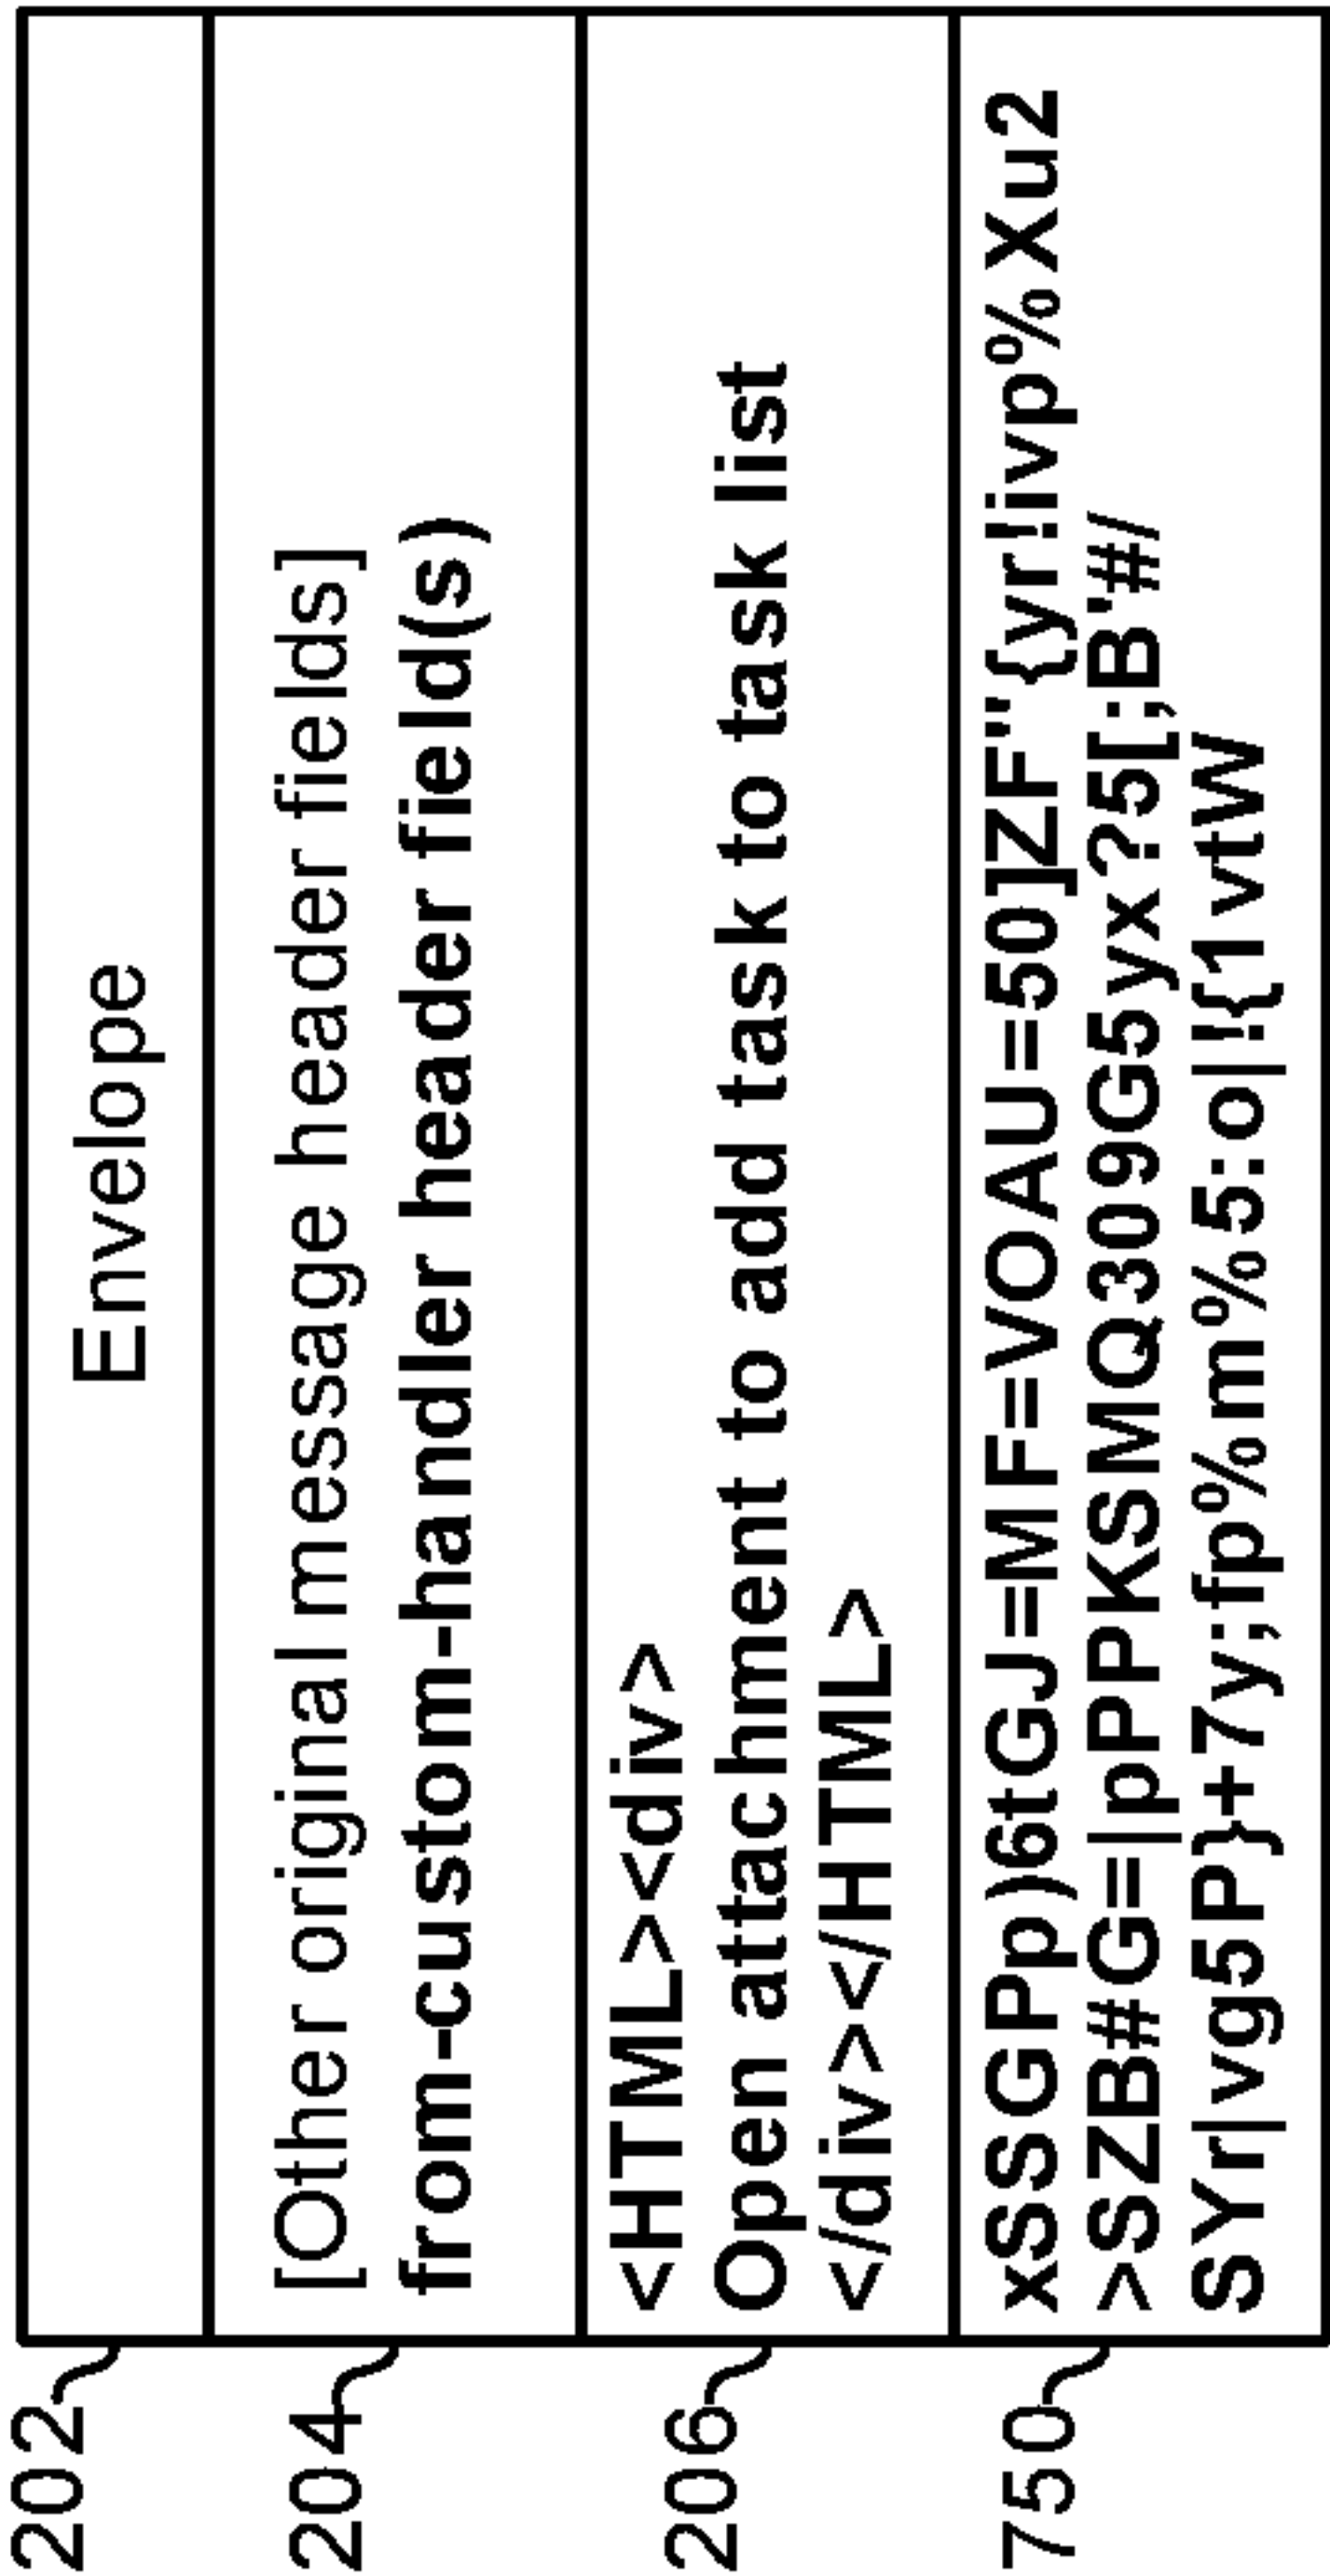 202
Envelope
204
[Other original message header fields]
from-custom-handler header field(s)
206
<HTML><div>
Open attachment to add task to task list
</div></HTML>
750
xSSGPp)6tGJ=MF=VOAU=50]ZF"{yr!ivp%Xu2
>SZB#G=|pPPKSMQ309G5yx?5[;B'#/
SYr|vg5P}+7y;fp%m%5:o|!{1vtW